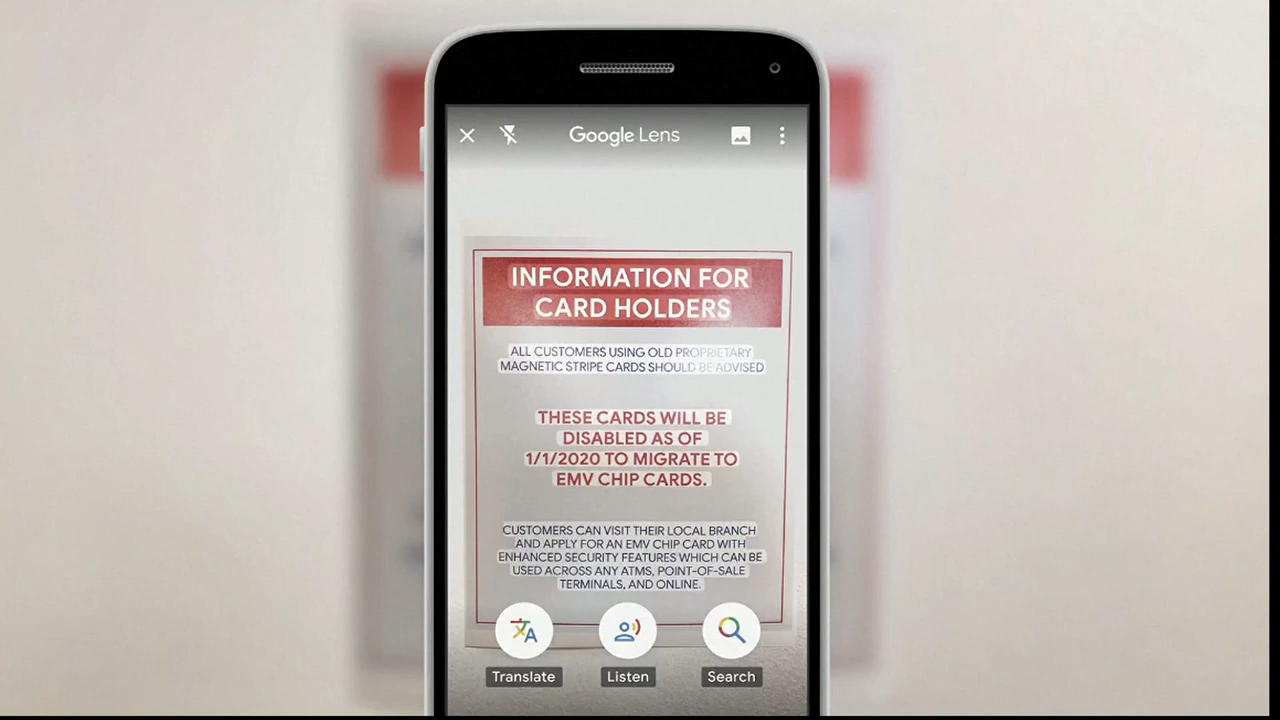 Google Lens
INFORMATION FOR
CARD HOLDERS
ALL CUSTOMERS USING OLD PROPRIETARY
MAGNETIC STRIPE CARDS SHOULD BE ADVISED
THESE CARDS WILL BE
DISABLED AS OF
1/1/2020 TO MIGRATE TO
EMV CHIP CARDS.
CUSTOMERS CAN VISIT THEIR LOCAL BRANCH
AND APPLY FOR AN EMV CHIP CARD WITH
ENHANCED SECURITY FEATURES WHICH CAN BE
USED ACROSS ANY ATMS, POINT-OF-SALE
TERMINALS, AND ONLINE.
Translate Listen Search